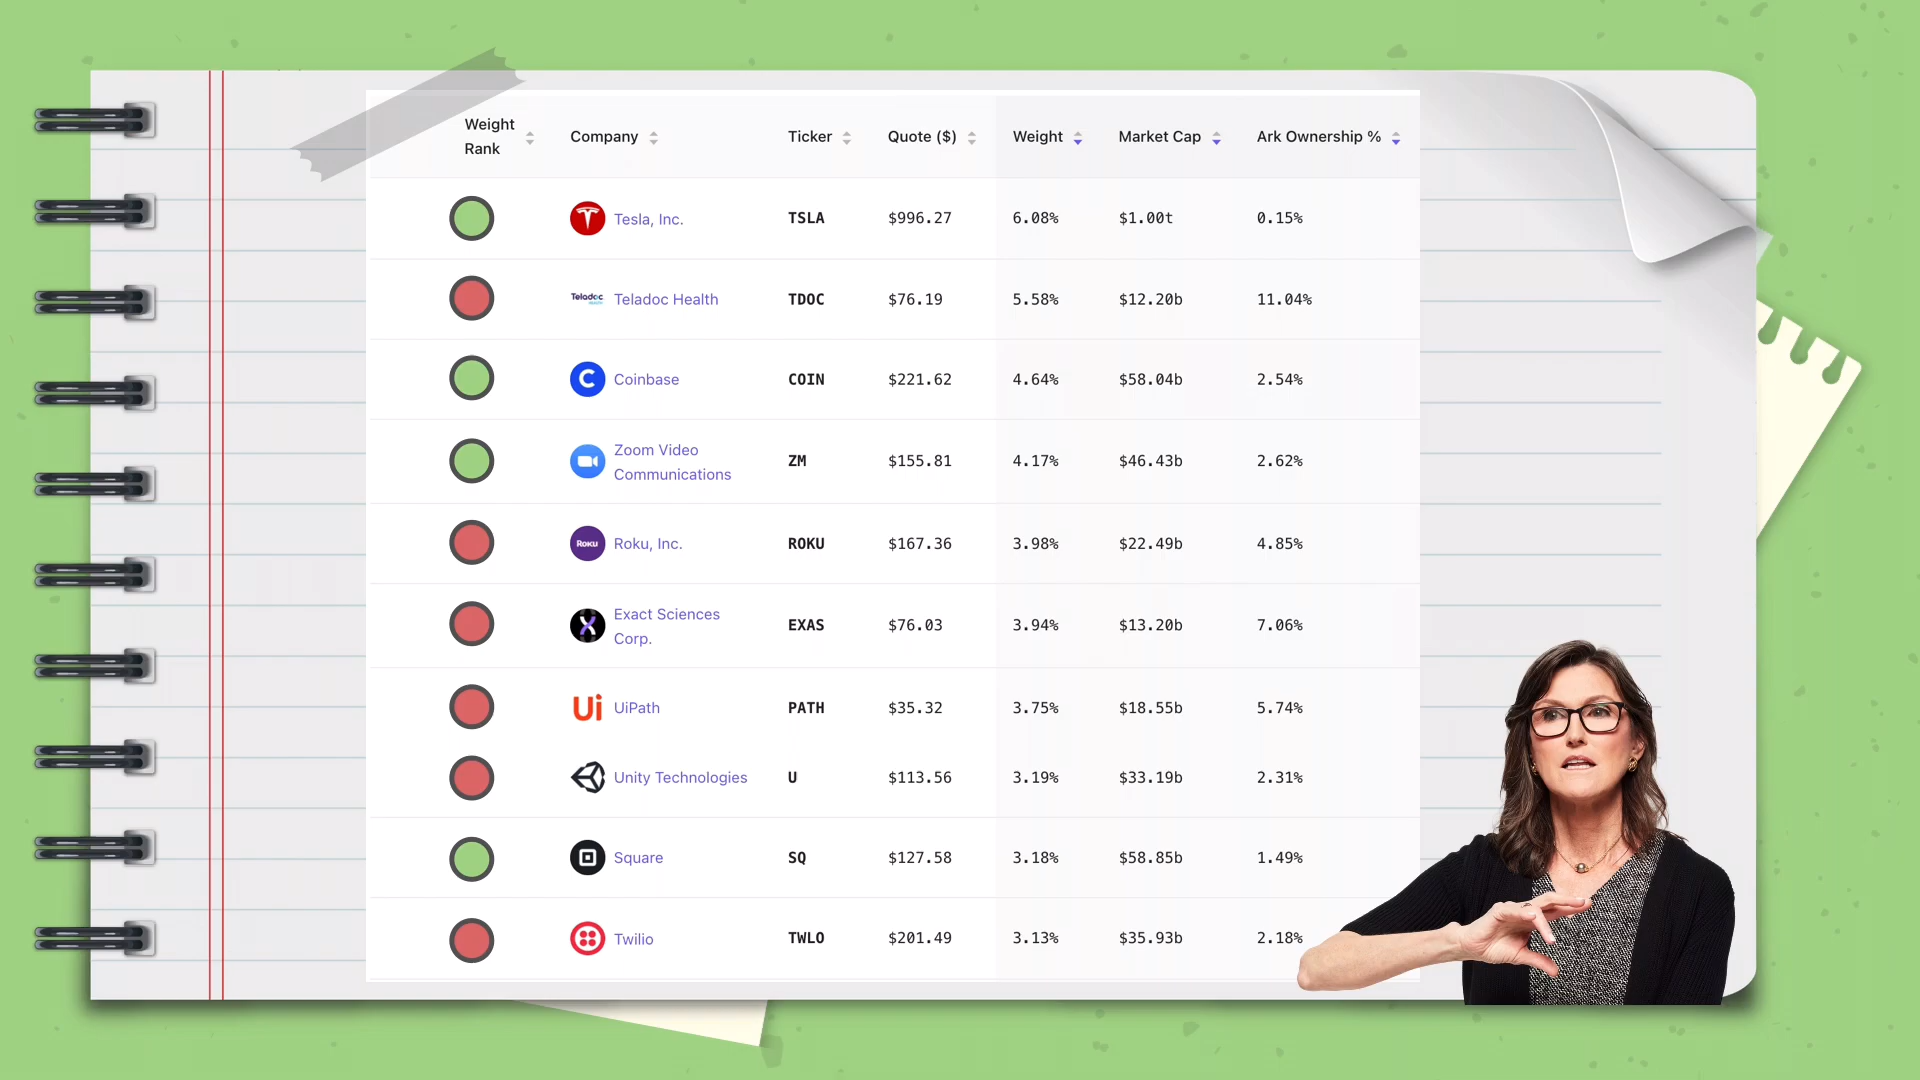 Weight
Rank
Company
Ticker
Quote ($)
Weight
Market Cap
Ark Ownership %
Tesla, Inc. TSLA $996.27 6.08% $1.00t 0.15%
Teladoc
Teladoc Health TDOC $76.19 5.58% $12.20b 11.04%
Coinbase COIN $221.62 4.64% $58.04b 2.54%
Zoom Video
Communications
ZM $155.81 4.17% $46.43b 2.62%
ROKU
Roku, Inc. ROKU $167.36 3.98% $22.49b 4.85%
Exact Sciences
Corp.
EXAS $76.03 3.94% $13.20b 7.06%
Ui UiPath PATH $35.32 3.75% $18.55b 5.74%
Unity Technologies U $113.56 3.19% $33.19b 2.31%
Square SQ $127.58 3.18% $58.85b 1.49%
Twilio TWLO $201.49 3.13% $35.93b 2.18%